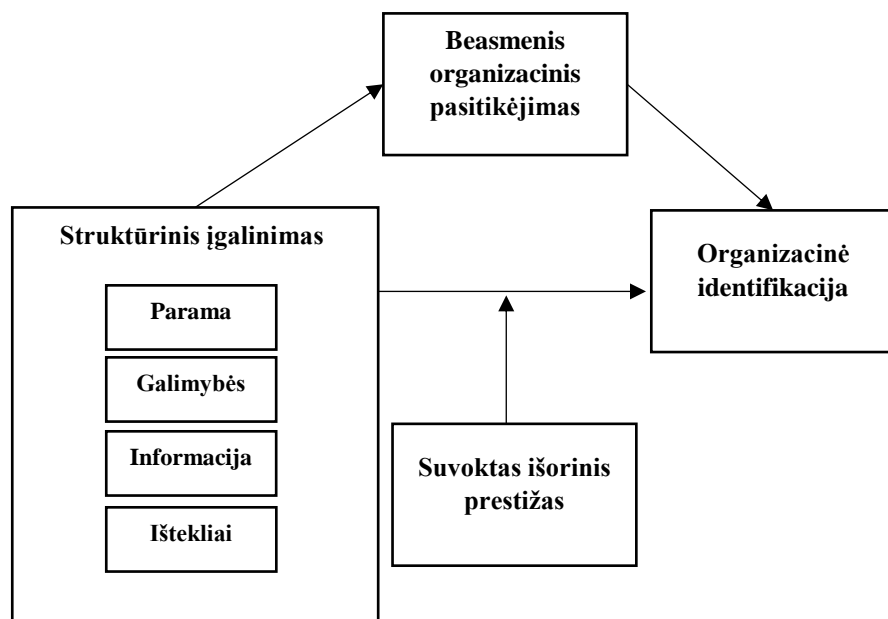 Beasmenis
organizacinis
pasitikėjimas
Struktūrinis įgalinimas
Parama
Galimybės
Informacija
Ištekliai
Organizacinė
identifikacija
Suvoktas išorinis
prestižas